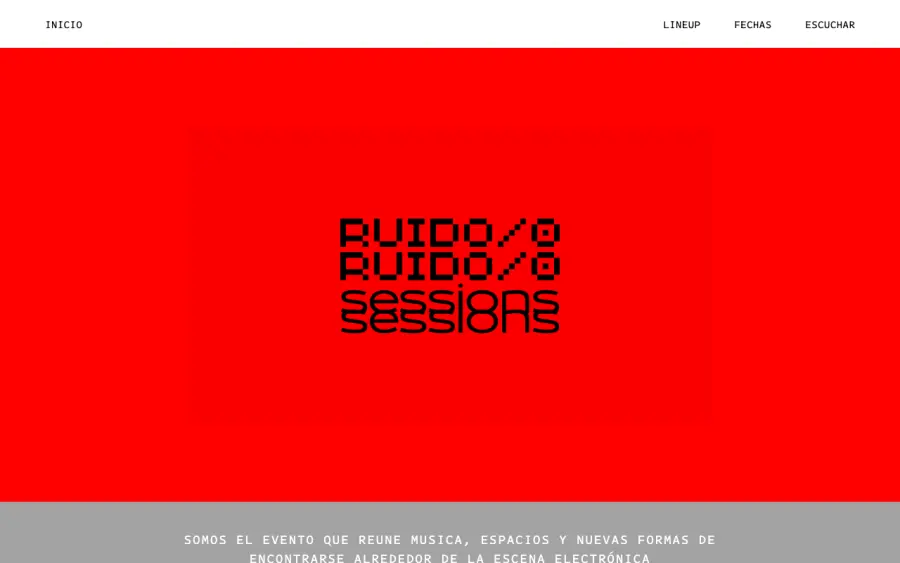 INICIO
LINEUP FECHAS ESCUCHAR
RUIDO/0
RUIDO/0
sessions
sessions
SOMOS EL EVENTO QUE REUNE MUSICA, ESPACIOS Y NUEVAS FORMAS DE
ENCONTRARSE ALREDEDOR DE LA ESCENA ELECTRÓNICA